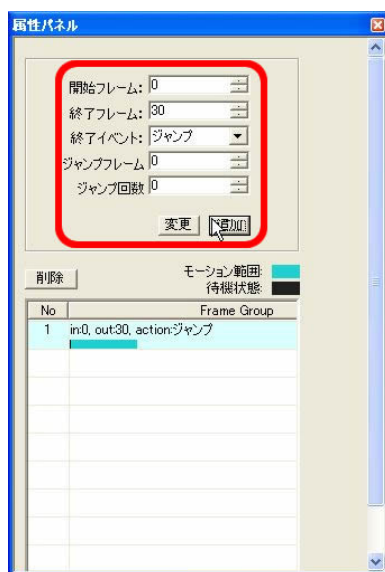 属性パネル
開始フレーム: 0
終了フレーム: 30
終了イベント: ジャンプ
ジャンプフレーム 0
ジャンプ回数 0
変更 追加
削除
モーション範囲:
待機状態:
No Frame Group
1 in:0, out:30, action:ジャンプ